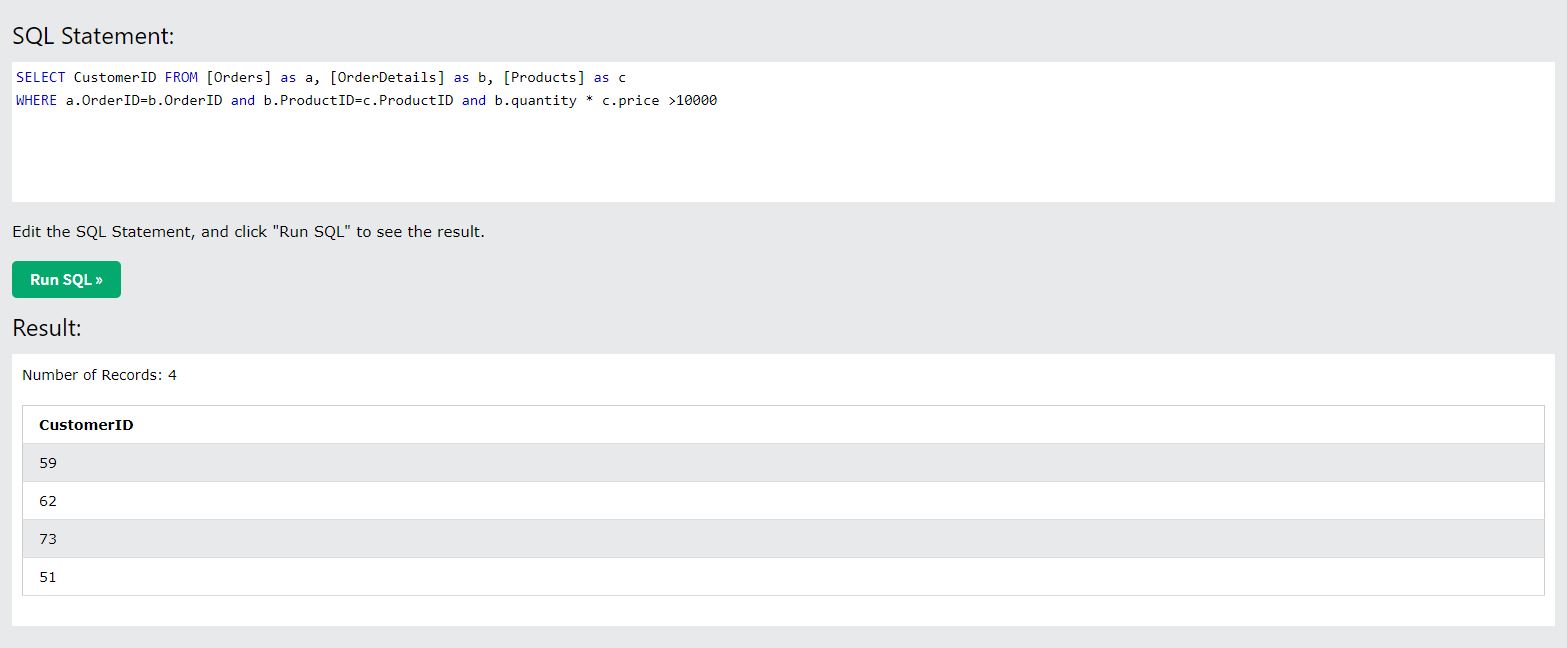 SQL Statement:
SELECT CustomerID FROM [Orders] as a, [OrderDetails] as b, [Products] as c
WHERE a.OrderID=b.OrderID and b.ProductID=c.ProductID and b.quantity * c.price >10000
Edit the SQL Statement, and click "Run SQL" to see the result.
Run SQL »
Result:
Number of Records: 4
CustomerID
59
62
73
51